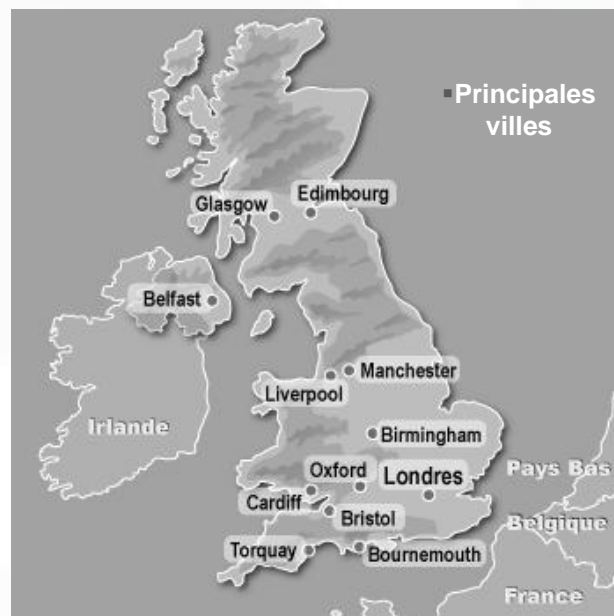 ▪Principales
villes
Edimbourg
Glasgow
Belfast
Manchester
Liverpool
Irlande
Birmingham
Oxford
Londres
Pays Bas
Cardiff
Bristol
Belgique
Torquay
Bournemouth
France